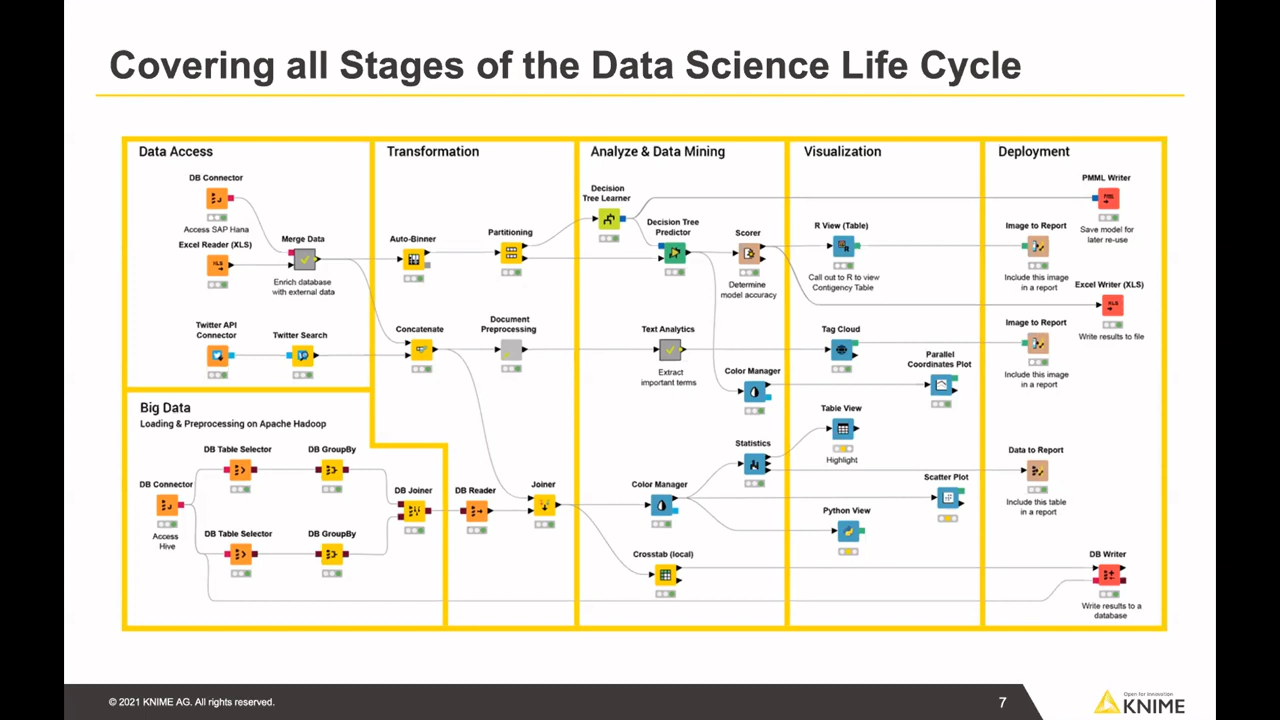 Covering all Stages of the Data Science Life Cycle
Data Access
DB Connector
Access SAP Hana
Excel Reader (XLS)
XLS
Merge Data
Enrich database
with external data
Twitter API
Connector
Twitter Search
Big Data
Loading & Preprocessing on Apache Hadoop
DB Connector
Access
Hive
DB Table Selector
DB GroupBy
DB Table Selector
DB GroupBy
DB Joiner
Transformation
Auto-Binner
Partitioning
Concatenate
Document
Preprocessing
DB Reader
Joiner
Analyze & Data Mining
Decision
Tree Learner
Decision Tree
Predictor
Scorer
Determine
model accuracy
Text Analytics
Extract
important terms
Color Manager
Statistics
Color Manager
Crosstab (local)
Visualization
R View (Table)
Call out to R to view
Contigency Table
Tag Cloud
Parallel
Coordinates Plot
Table View
Highlight
Scatter Plot
Python View
Deployment
PMML Writer
Save model for
later re-use
Image to Report
Include this image
in a report
Excel Writer (XLS)
XLS
Write results to file
Image to Report
Include this image
in a report
Data to Report
Include this table
in a report
DB Writer
Write results to a
database
© 2021 KNIME AG. All rights reserved.
7
Open for Innovation
KNIME